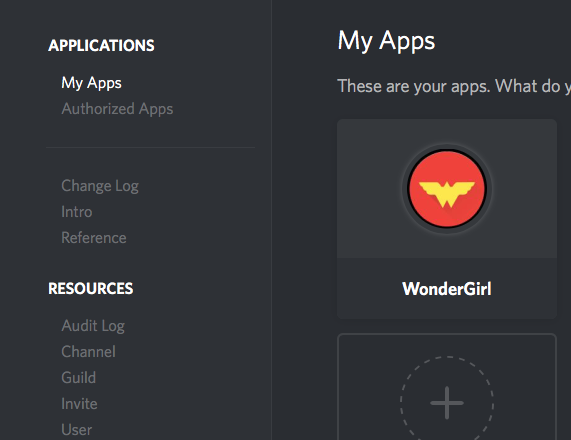 APPLICATIONS
My Apps
Authorized Apps
Change Log
Intro
Reference
RESOURCES
Audit Log
Channel
Guild
Invite
User
My Apps
These are your apps. What do y
WonderGirl